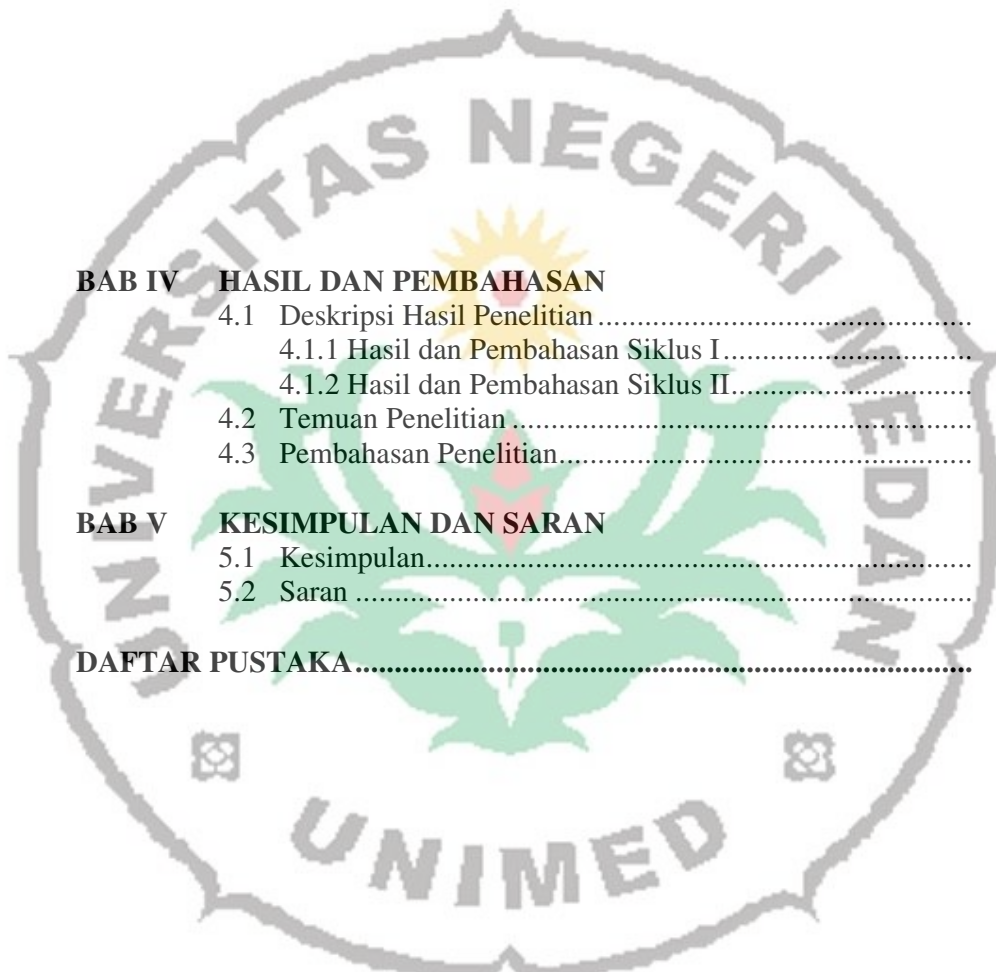 UNIVERSITAS NEGERI MEDAN
BAB IV HASIL DAN PEMBAHASAN
4.1 Deskripsi Hasil Penelitian ................................................
4.1.1 Hasil dan Pembahasan Siklus I ................................
4.1.2 Hasil dan Pembahasan Siklus II ...............................
4.2 Temuan Penelitian ...........................................................
4.3 Pembahasan Penelitian .....................................................
BAB V KESIMPULAN DAN SARAN
5.1 Kesimpulan ......................................................................
5.2 Saran ...............................................................................
DAFTAR PUSTAKA ...............................................................................
UNIMED